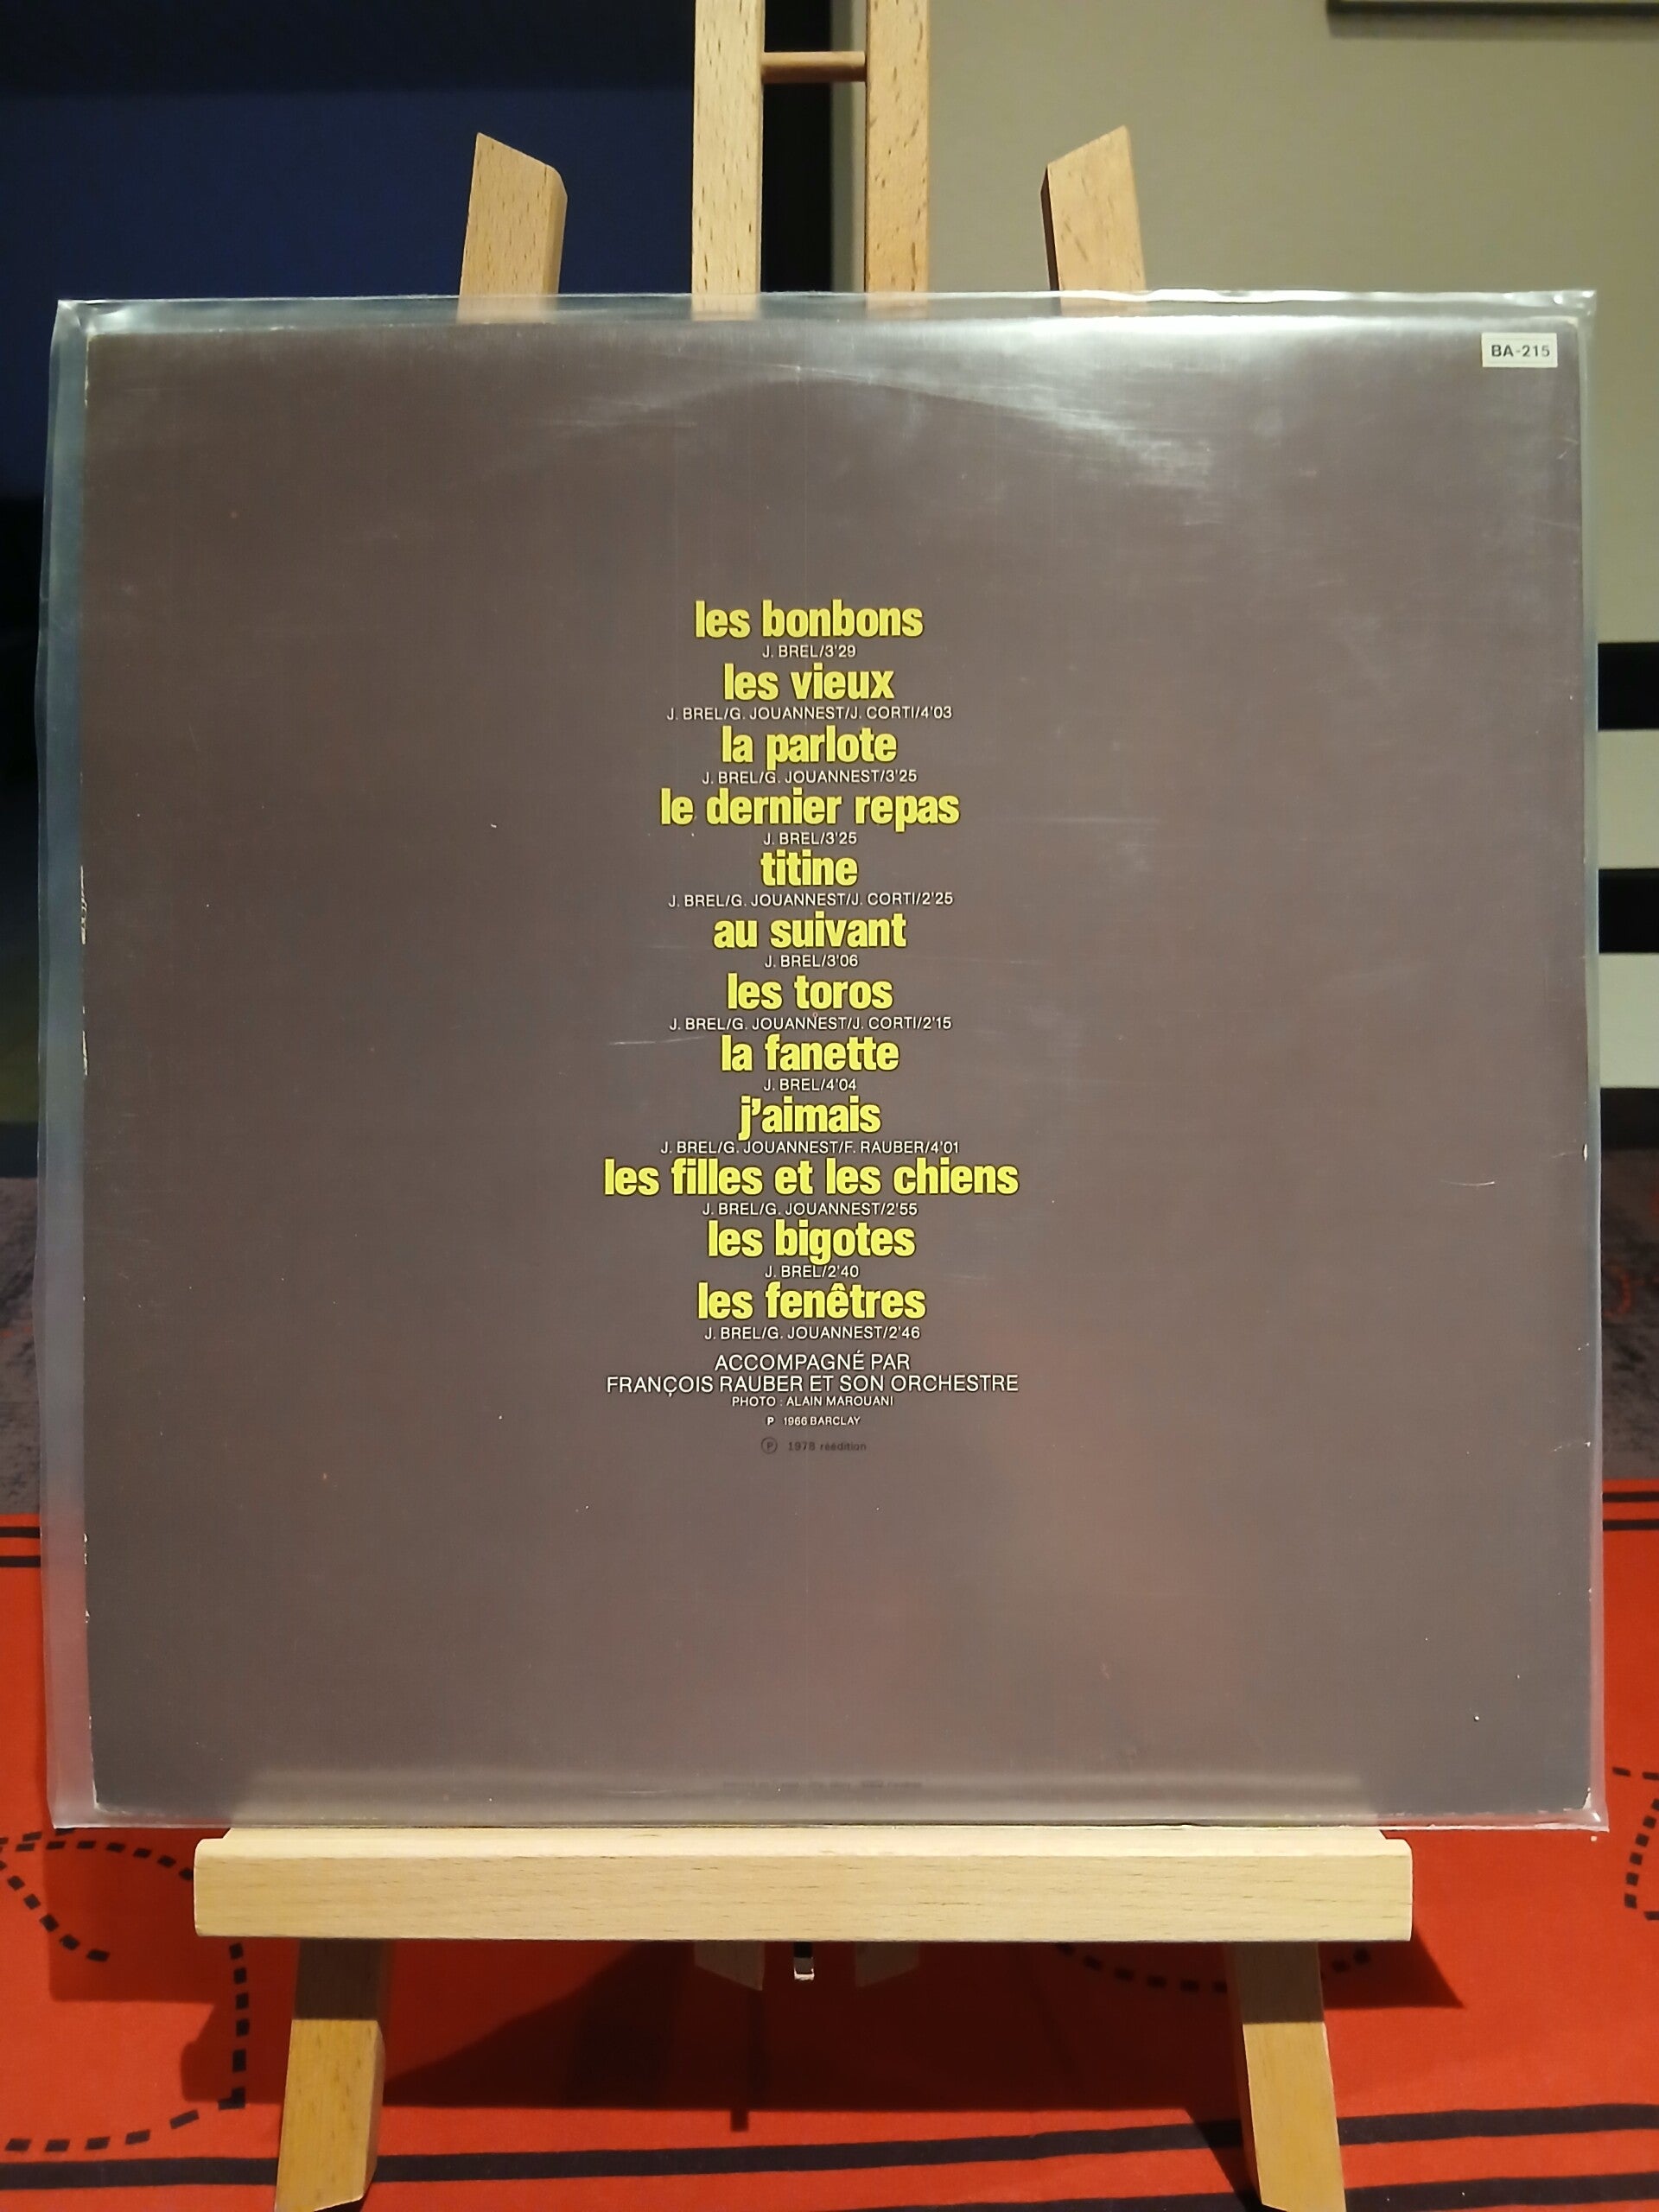 BA-215
les bonbons
J. BREL/3'29
les vieux
J. BREL/G. JOUANNEST/J. CORTI/4'03
la parlote
J. BREL/G. JOUANNEST/3'25
le dernier repas
J. BREL/3'25
titine
J. BREL/G. JOUANNEST/J. CORTI/2'25
au suivant
J. BREL/3'06
les toros
J. BREL/G. JOUANNEST/J. CORTI/2'15
la fanette
J. BREL/4'04
j'aimais
J. BREL/G. JOUANNEST/F. RAUBER/4'01
les filles et les chiens
J. BREL/G. JOUANNEST/2'55
les bigotes
J. BREL/2'40
les fenêtres
J. BREL/G. JOUANNEST/2'46
ACCOMPAGNÉ PAR
FRANÇOIS RAUBER ET SON ORCHESTRE
PHOTO : ALAIN MAROUANI
P 1966 BARCLAY
Ⓟ 1978 réédition